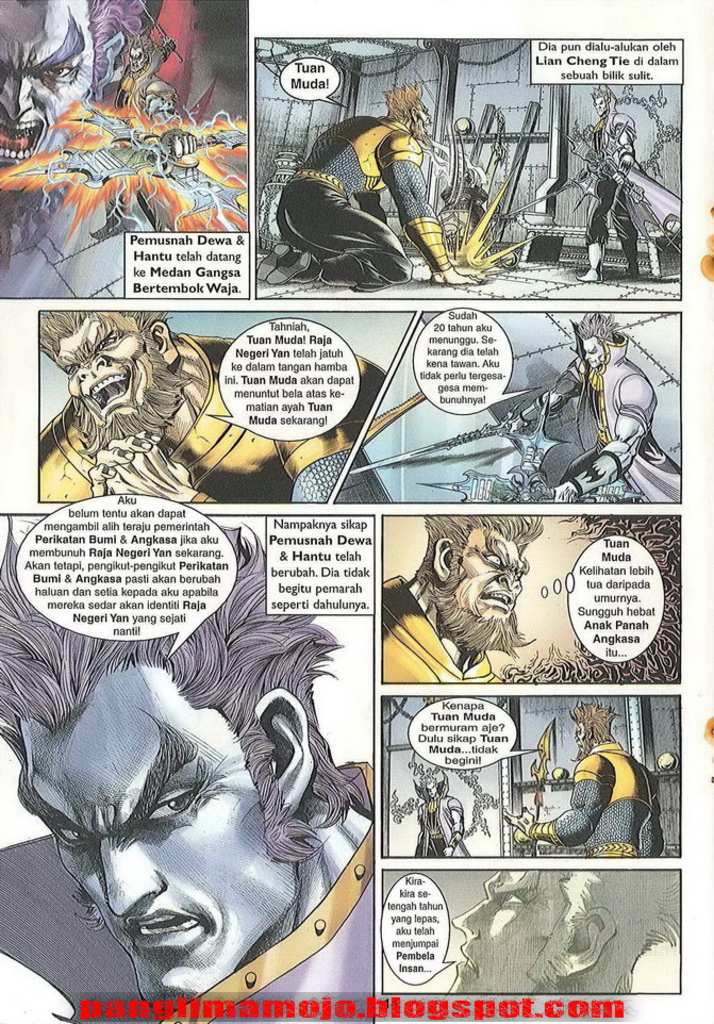 Pemusnah Dewa &
Hantu telah datang
ke Medan Gangsa
Bertembok Waja.
Tuan
Muda!
Dia pun dialu-alukan oleh
Lian Cheng Tie di dalam
sebuah bilik sulit.
Tahniah,
Tuan Muda! Raja
Negeri Yan telah jatuh
ke dalam tangan hamba
ini. Tuan Muda akan dapat
menuntut bela atas ke-
matian ayah Tuan
Muda sekarang!
Sudah
20 tahun aku
menunggu. Se-
karang dia telah
kena tawan. Aku
tidak perlu tergesa-
gesa mem-
bunuhnya!
Aku
belum tentu akan dapat
mengambil alih teraju pemerintah
Perikatan Bumi & Angkasa jika aku
membunuh Raja Negeri Yan sekarang.
Akan tetapi, pengikut-pengikut Perikatan
Bumi & Angkasa pasti akan berubah
haluan dan setia kepada aku apabila
mereka sedar akan identiti Raja
Negeri Yan yang sejati
nanti!
Nampaknya sikap
Pemusnah Dewa
& Hantu telah
berubah. Dia tidak
begitu pemarah
seperti dahulunya.
Tuan
Muda
Kelihatan lebih
tua daripada
umurnya.
Sungguh hebat
Anak Panah
Angkasa
itu...
Kenapa
Tuan Muda
bermuram aje?
Dulu sikap Tuan
Muda...tidak
begini!
Kira-
kira se-
tengah tahun
yang lepas,
aku telah
menjumpai
Pembela
Insan...
panglimamojo.blogspot.com